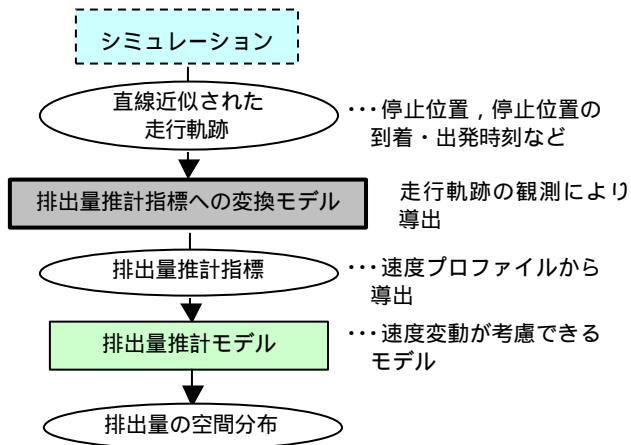 シミュレーション
直線近似された
走行軌跡
･･･停止位置，停止位置の
到着・出発時刻など
排出量推計指標への変換モデル
走行軌跡の観測により
導出
排出量推計指標
･･･速度プロファイルから
導出
排出量推計モデル
･･･速度変動が考慮できる
モデル
排出量の空間分布